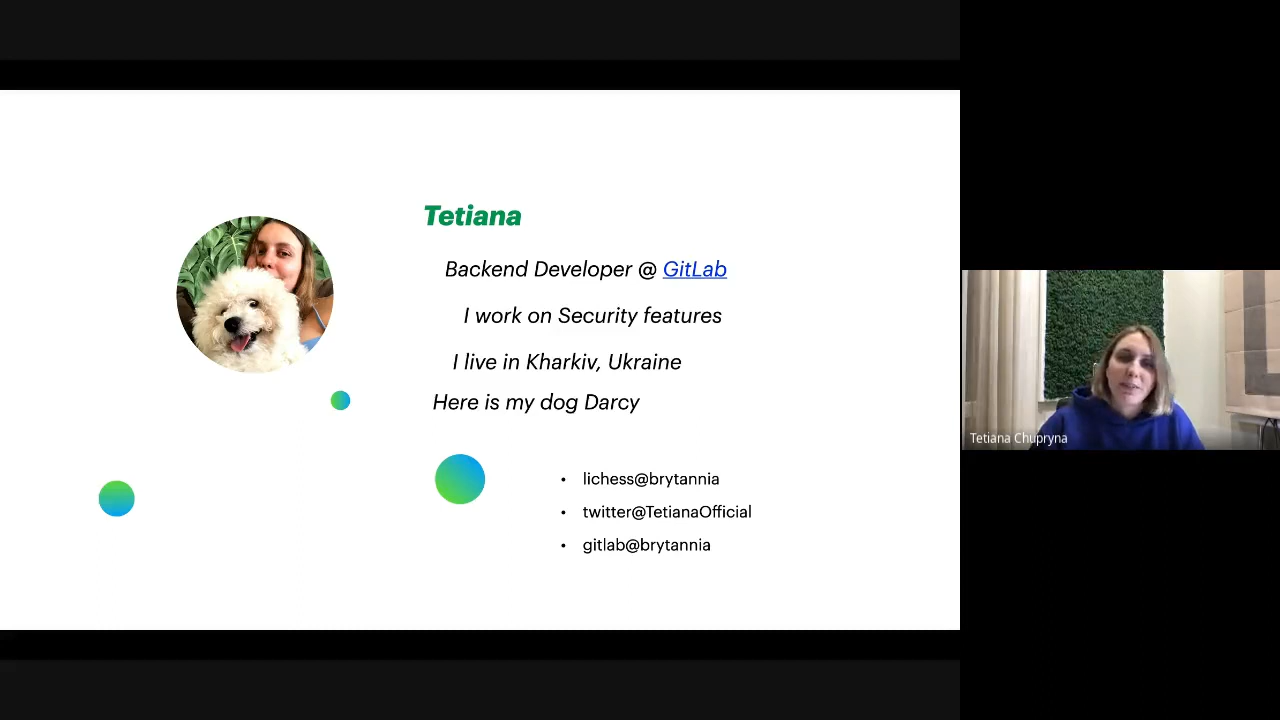 Tetiana
Backend Developer @ GitLab
I work on Security features
I live in Kharkiv, Ukraine
Here is my dog Darcy
• lichess@brytannia
• twitter@TetianaOfficial
• gitlab@brytannia
Tetiana Chupryna